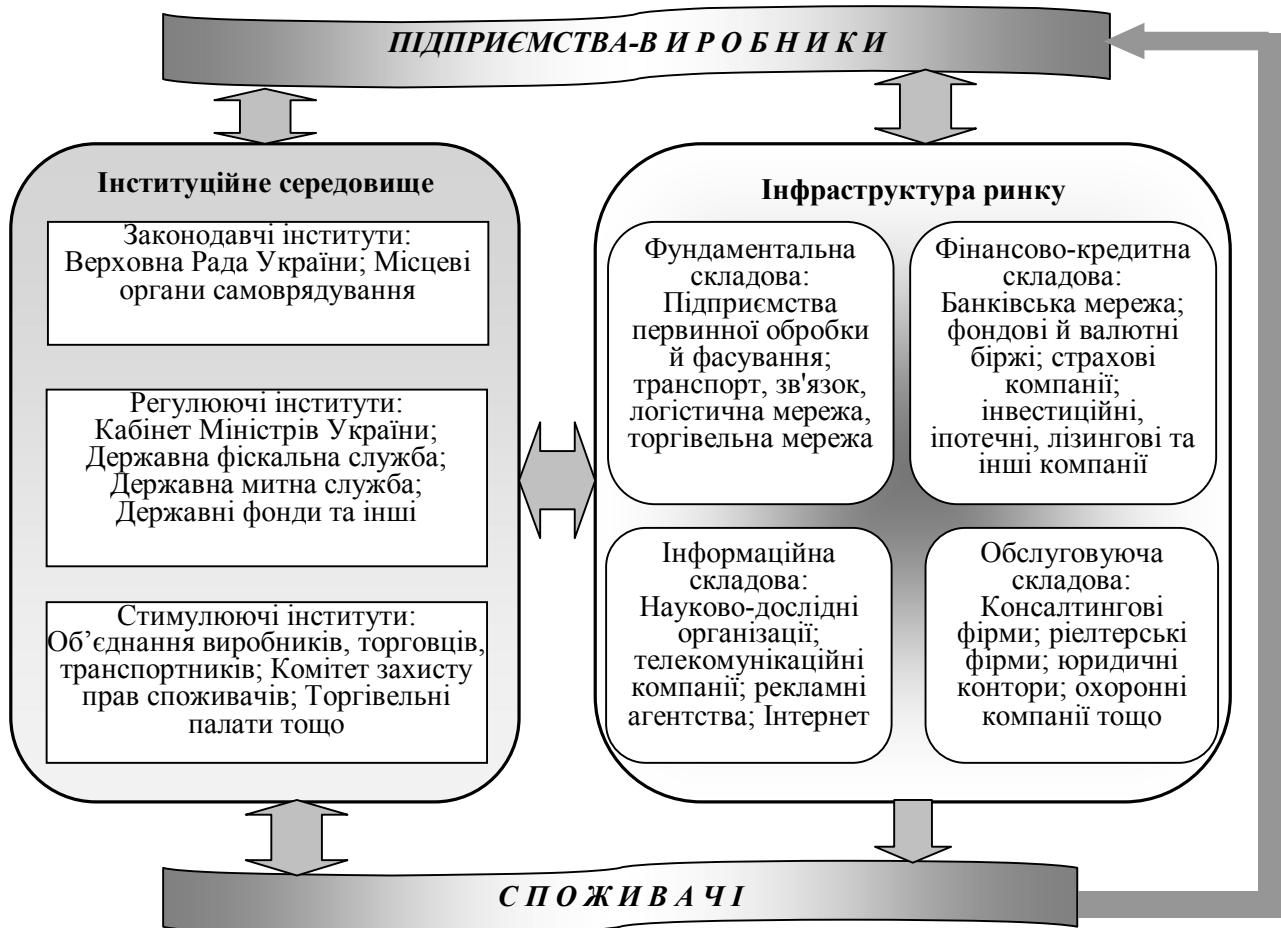 ПІДПРИЄМСТВА-В И Р О Б Н И К И
Інституційне середовище
Законодавчі інститути:
Верховна Рада України; Місцеві
органи самоврядування
Регулюючі інститути:
Кабінет Міністрів України;
Державна фіскальна служба;
Державна митна служба;
Державні фонди та інші
Стимулюючі інститути:
Об’єднання виробників, торговців,
транспортників; Комітет захисту
прав споживачів; Торгівельні
палати тощо
Інфраструктура ринку
Фундаментальна
складова:
Підприємства
первинної обробки
й фасування;
транспорт, зв'язок,
логістична мережа,
торгівельна мережа
Фінансово-кредитна
складова:
Банківська мережа;
фондові й валютні
біржі; страхові
компанії;
інвестиційні,
іпотечні, лізингові та
інші компанії
Інформаційна
складова:
Науково-дослідні
організації;
телекомунікаційні
компанії; рекламні
агентства; Інтернет
Обслуговуюча
складова:
Консалтингові
фірми; ріелтерські
фірми; юридичні
контори; охоронні
компанії тощо
С П О Ж И В А Ч І